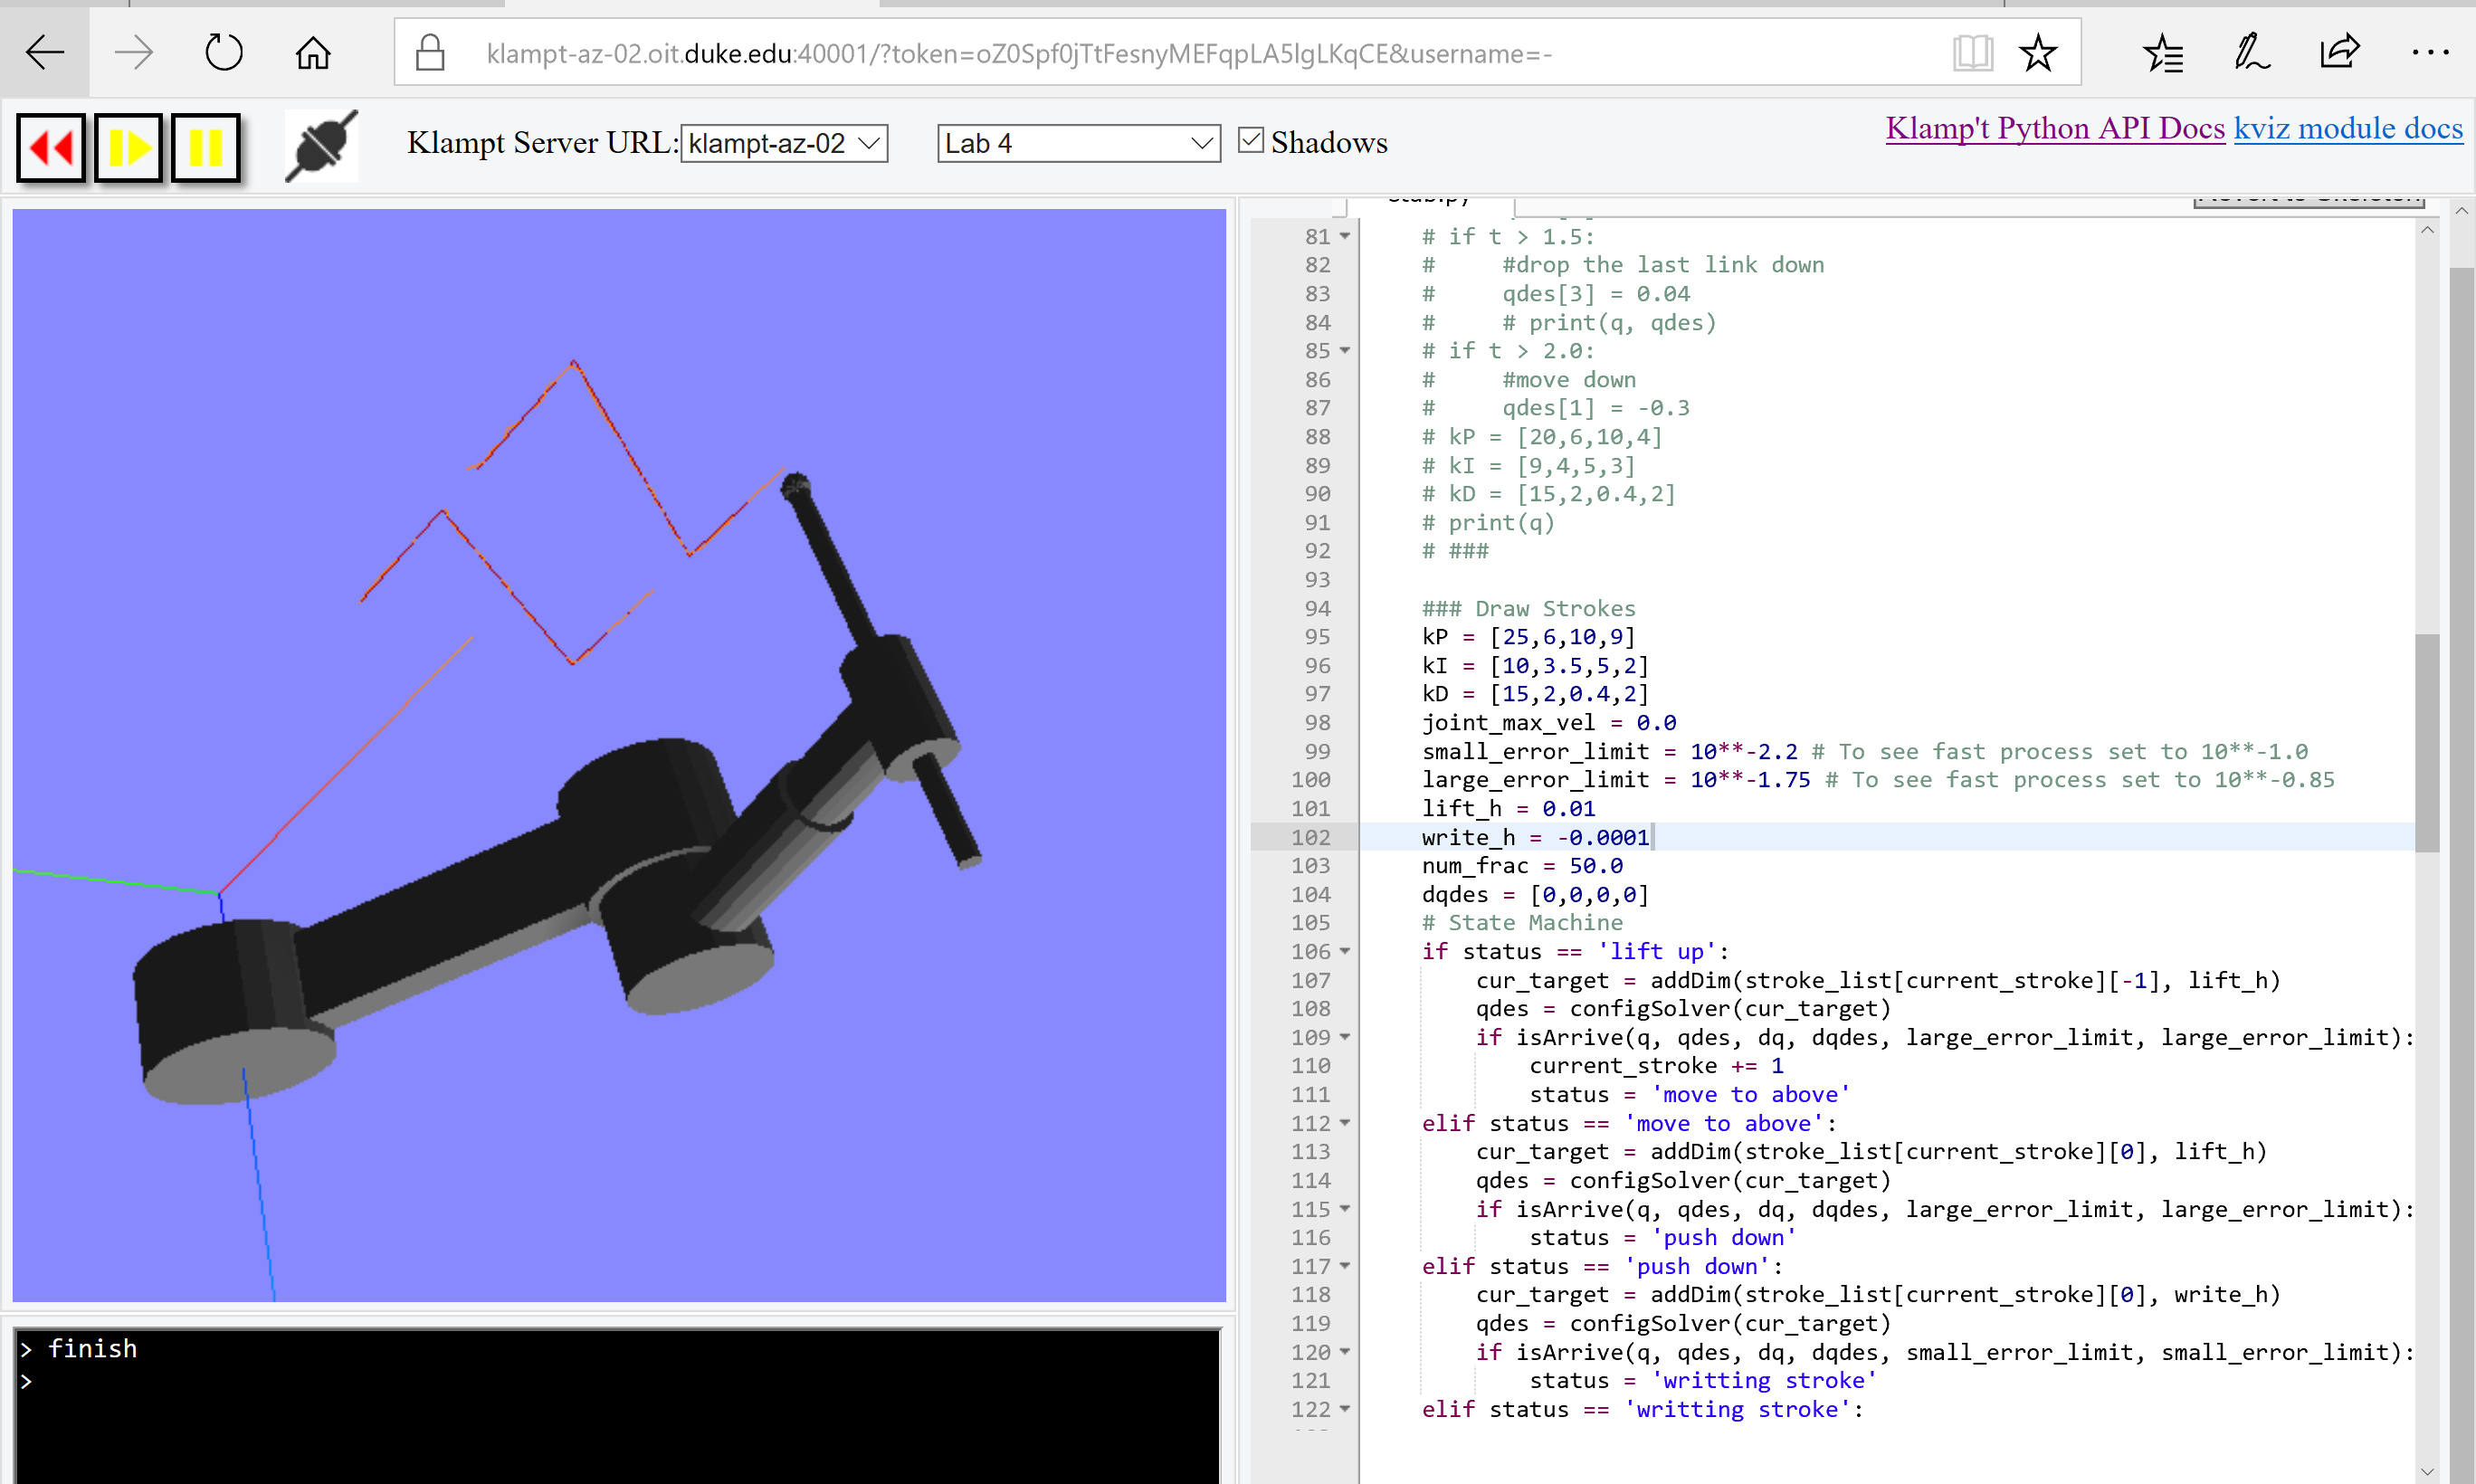 klampt-az-02.oit.duke.edu:40001/?token=oZ0Spf0jTtFesnyMEFqpLA5lgLKqCE&username=-
Klampt Server URL: klampt-az-02 Lab 4 Shadows
Klamp't Python API Docs kviz module docs
stub.py
81 # if t > 1.5:
82 #     #drop the last link down
83 #     qdes[3] = 0.04
84 #     # print(q, qdes)
85 # if t > 2.0:
86 #     #move down
87 #     qdes[1] = -0.3
88 # kP = [20,6,10,4]
89 # kI = [9,4,5,3]
90 # kD = [15,2,0.4,2]
91 # print(q)
92 # ###
93
94 ### Draw Strokes
95 kP = [25,6,10,9]
96 kI = [10,3.5,5,2]
97 kD = [15,2,0.4,2]
98 joint_max_vel = 0.0
99 small_error_limit = 10**-2.2 # To see fast process set to 10**-1.0
100 large_error_limit = 10**-1.75 # To see fast process set to 10**-0.85
101 lift_h = 0.01
102 write_h = -0.0001
103 num_frac = 50.0
104 dqdes = [0,0,0,0]
105 # State Machine
106 if status == 'lift up':
107     cur_target = addDim(stroke_list[current_stroke][-1], lift_h)
108     qdes = configSolver(cur_target)
109     if isArrive(q, qdes, dq, dqdes, large_error_limit, large_error_limit):
110         current_stroke += 1
111         status = 'move to above'
112 elif status == 'move to above':
113     cur_target = addDim(stroke_list[current_stroke][0], lift_h)
114     qdes = configSolver(cur_target)
115     if isArrive(q, qdes, dq, dqdes, large_error_limit, large_error_limit):
116         status = 'push down'
117 elif status == 'push down':
118     cur_target = addDim(stroke_list[current_stroke][0], write_h)
119     qdes = configSolver(cur_target)
120     if isArrive(q, qdes, dq, dqdes, small_error_limit, small_error_limit):
121         status = 'writting stroke'
122 elif status == 'writting stroke':
> finish
>